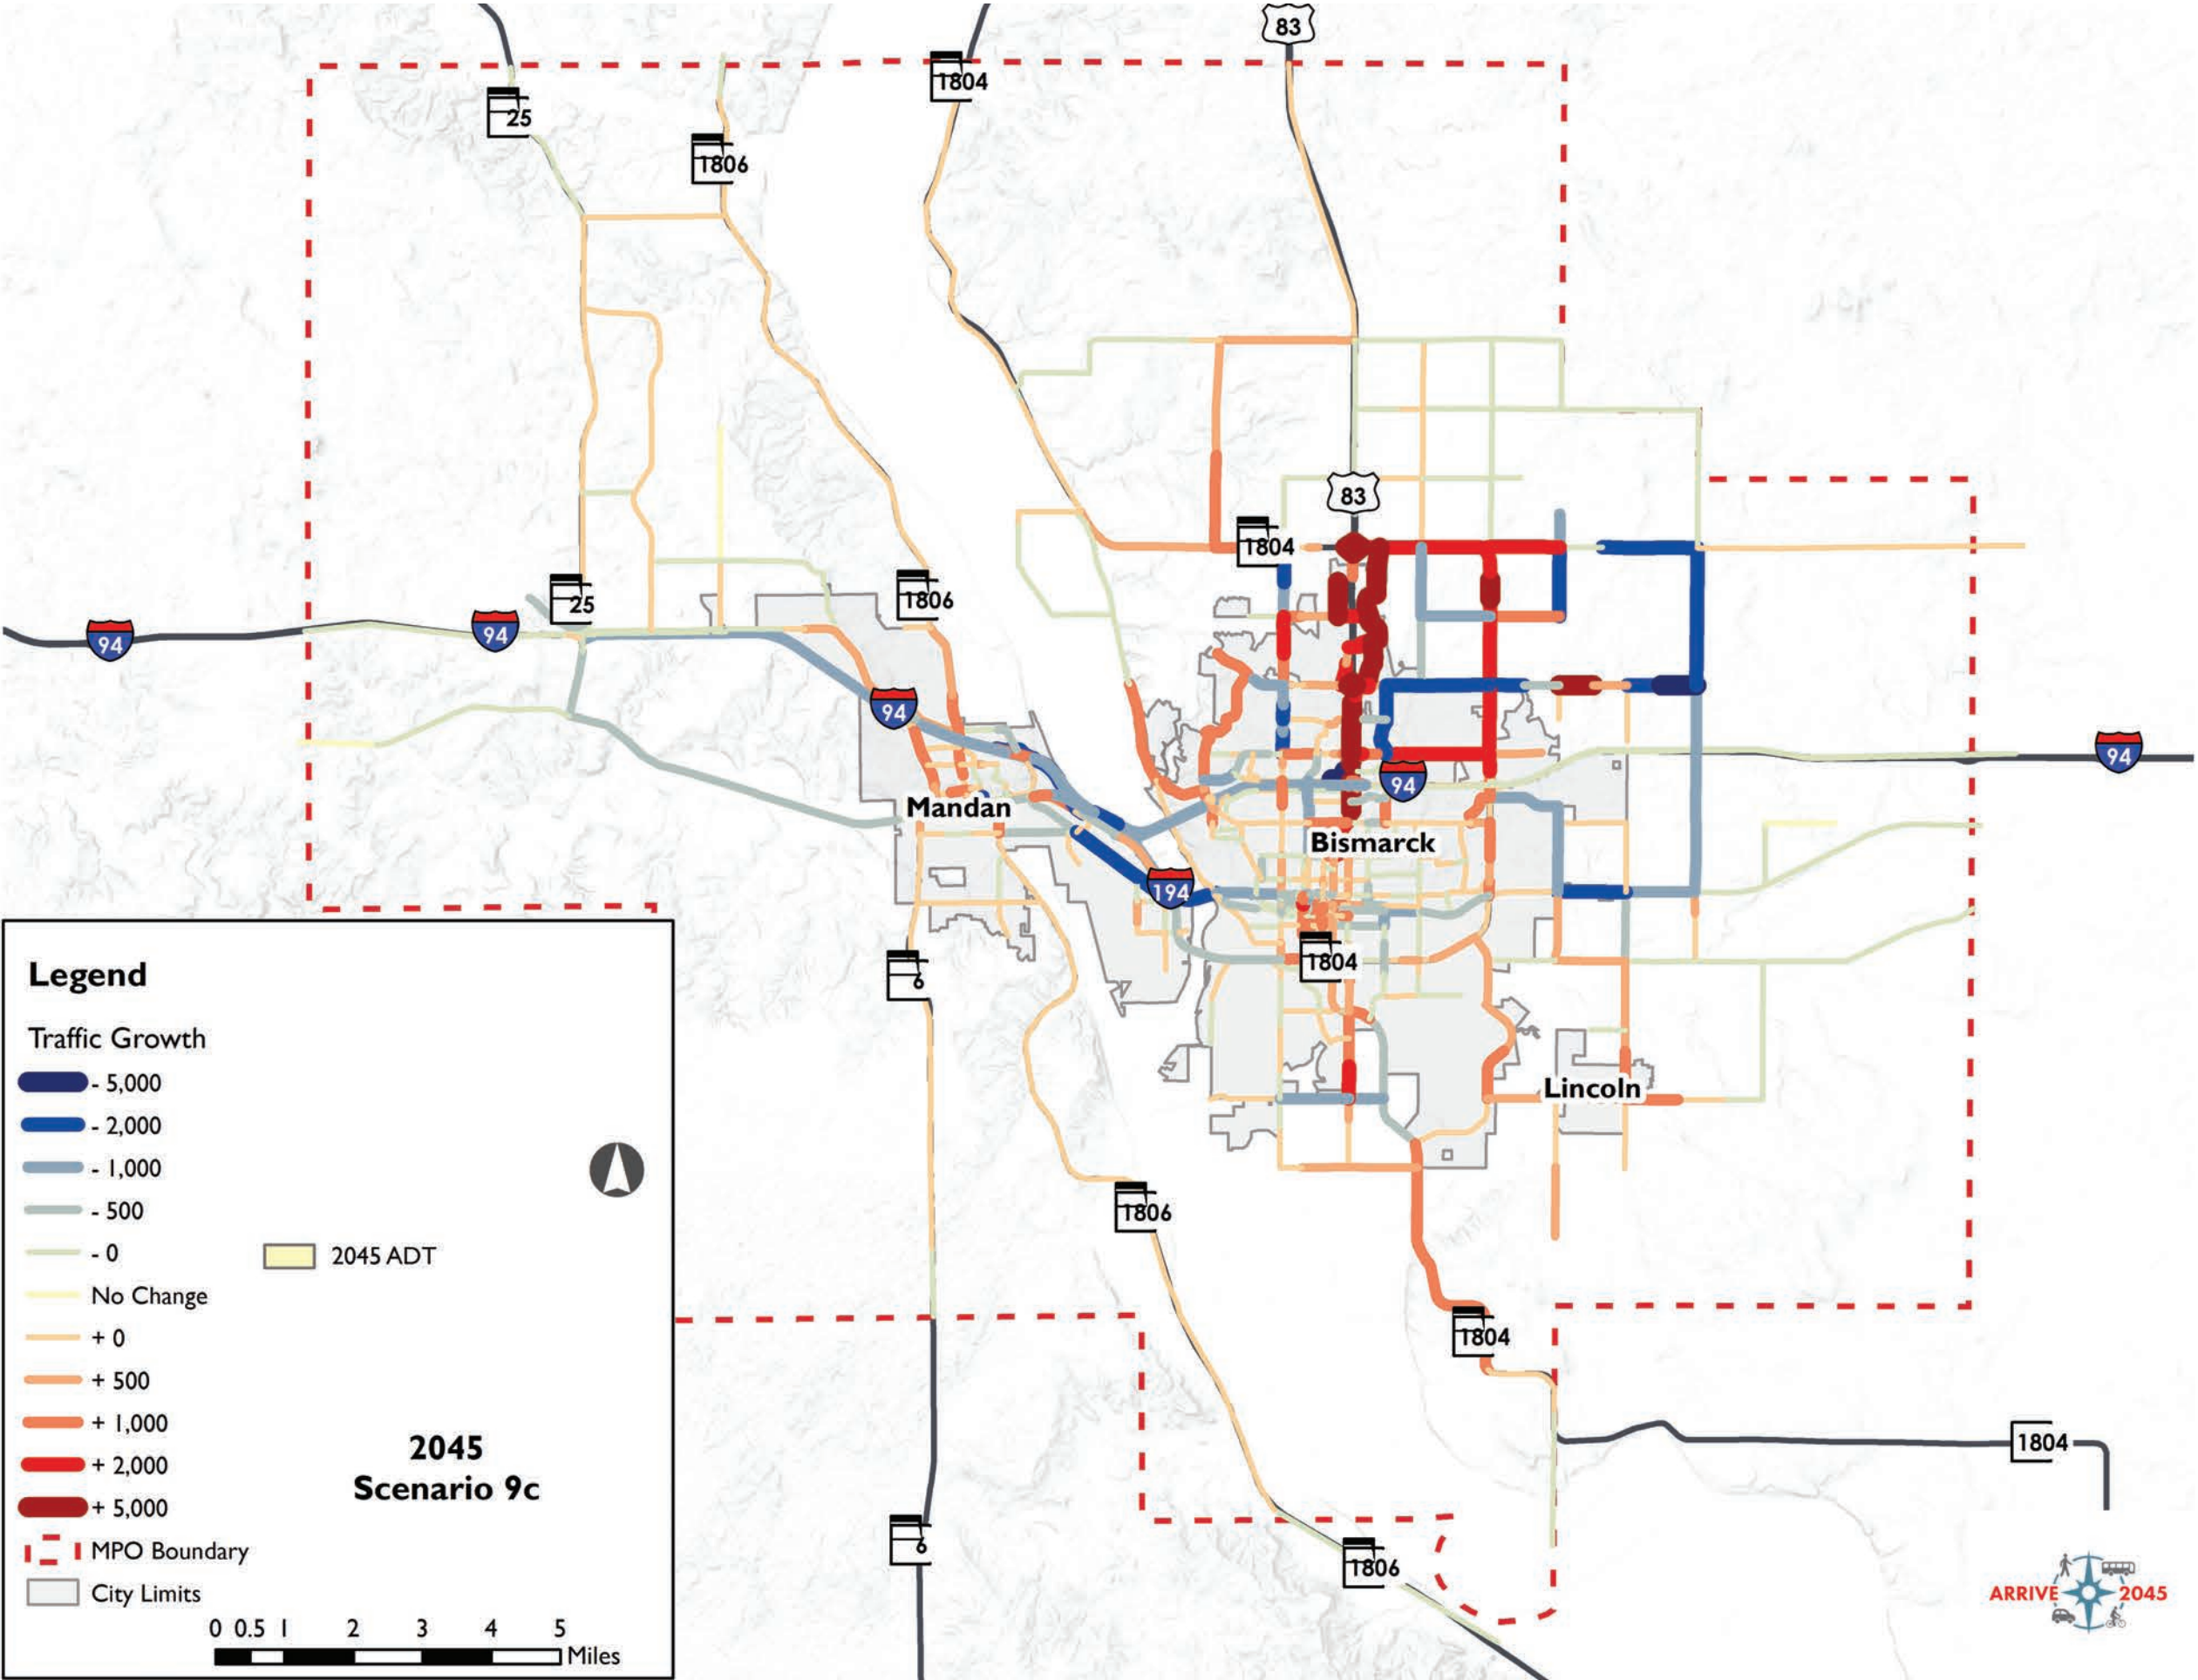 83
1804
25
1806
83
1804
25
1806
94
94
94
94
94
Mandan
Bismarck
194
1804
6
Lincoln
1806
1804
1804
6
1806
Legend
Traffic Growth
- 5,000
- 2,000
- 1,000
- 500
- 0
2045 ADT
No Change
+ 0
+ 500
+ 1,000
+ 2,000
+ 5,000
2045
Scenario 9c
MPO Boundary
City Limits
0 0.5 1 2 3 4 5
Miles
ARRIVE 2045